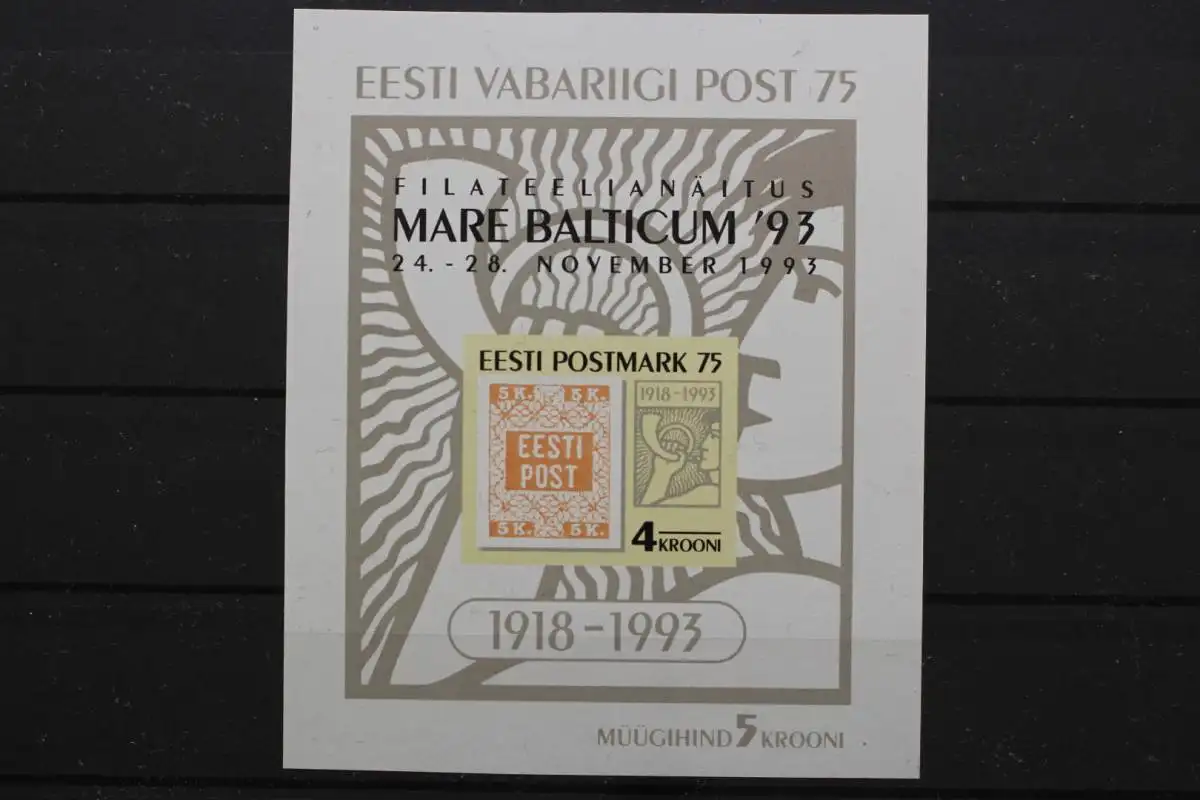 EESTI VABARIIGI POST 75
FILATEELIANÄITUS
MARE BALTICUM '93
24.-28. NOVEMBER 1993
EESTI POSTMARK 75
5 K. 5 K.
EESTI
POST
5 K. 5 K.
1918-1993
4 KROONI
1918-1993
MÜÜGIHIND 5 KROONI